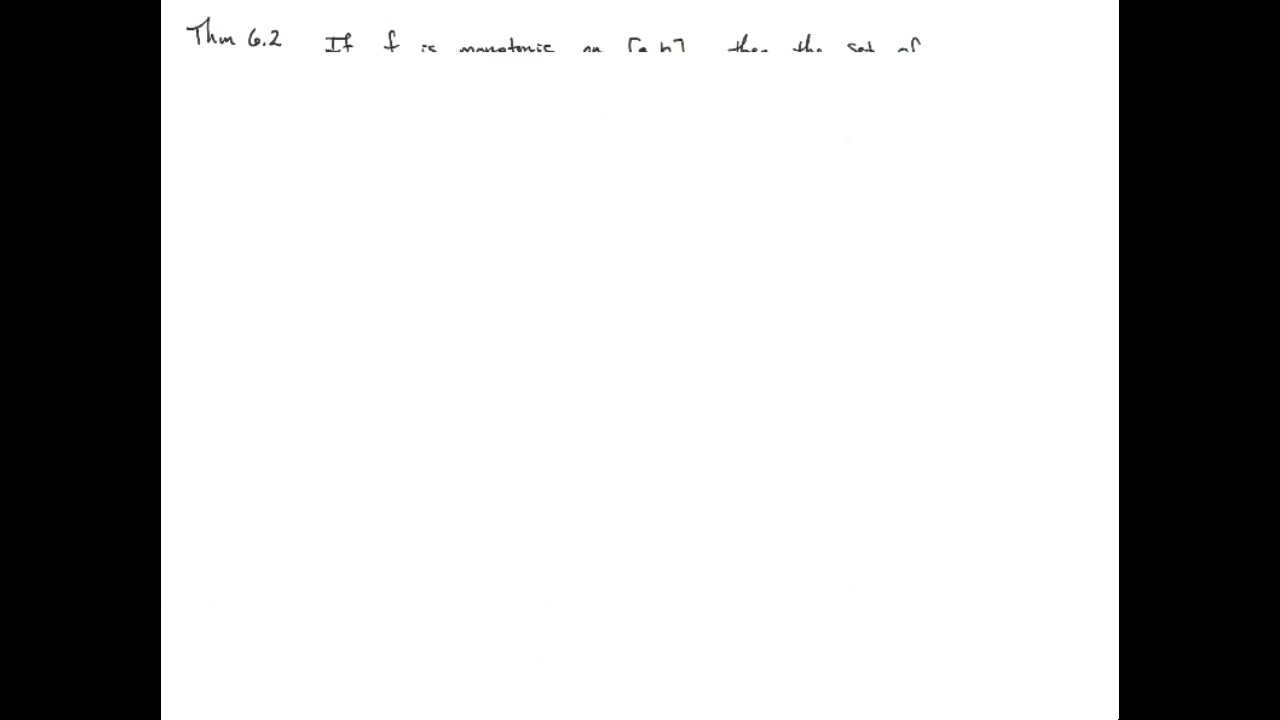 Thm 6.2 If f is monotonic on [a,b], then the set of